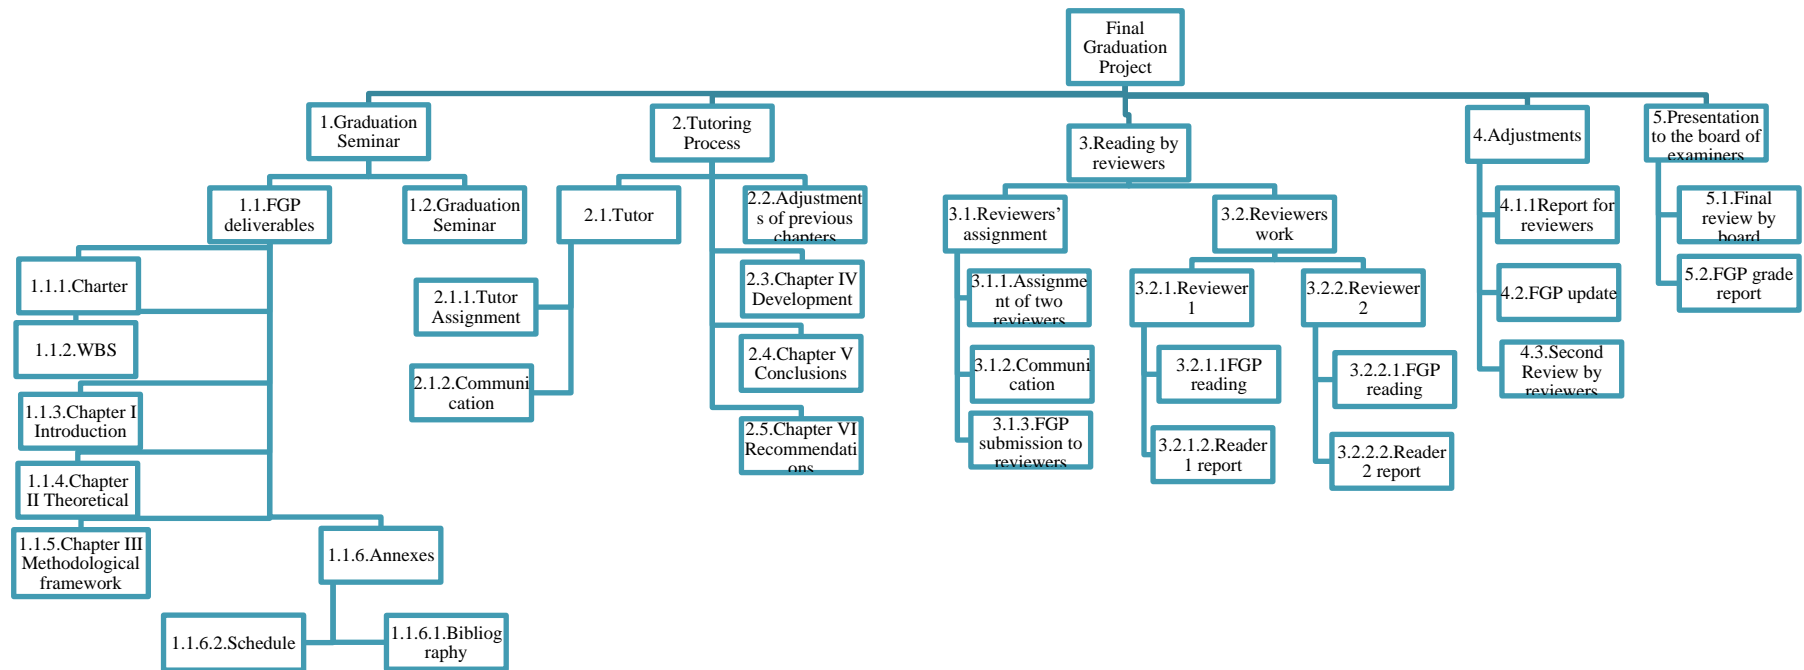 Final
Graduation
Project
1.Graduation
Seminar
2.Tutoring
Process
3.Reading by
reviewers
4.Adjustments
5.Presentation
to the board of
examiners
1.1.FGP
deliverables
1.2.Graduation
Seminar
1.1.1.Charter
1.1.2.WBS
1.1.3.Chapter I
Introduction
1.1.4.Chapter
II Theoretical
1.1.5.Chapter III
Methodological
framework
1.1.6.Annexes
1.1.6.2.Schedule
1.1.6.1.Bibliog
raphy
2.1.Tutor
2.1.1.Tutor
Assignment
2.1.2.Communi
cation
2.2.Adjustment
s of previous
chapters
2.3.Chapter IV
Development
2.4.Chapter V
Conclusions
2.5.Chapter VI
Recommendati
ons
3.1.Reviewers’
assignment
3.1.1.Assignme
nt of two
reviewers
3.1.2.Communi
cation
3.1.3.FGP
submission to
reviewers
3.2.Reviewers
work
3.2.1.Reviewer
1
3.2.1.1FGP
reading
3.2.1.2.Reader
1 report
3.2.2.Reviewer
2
3.2.2.1.FGP
reading
3.2.2.2.Reader
2 report
4.1.1Report for
reviewers
4.2.FGP update
4.3.Second
Review by
reviewers
5.1.Final
review by
board
5.2.FGP grade
report